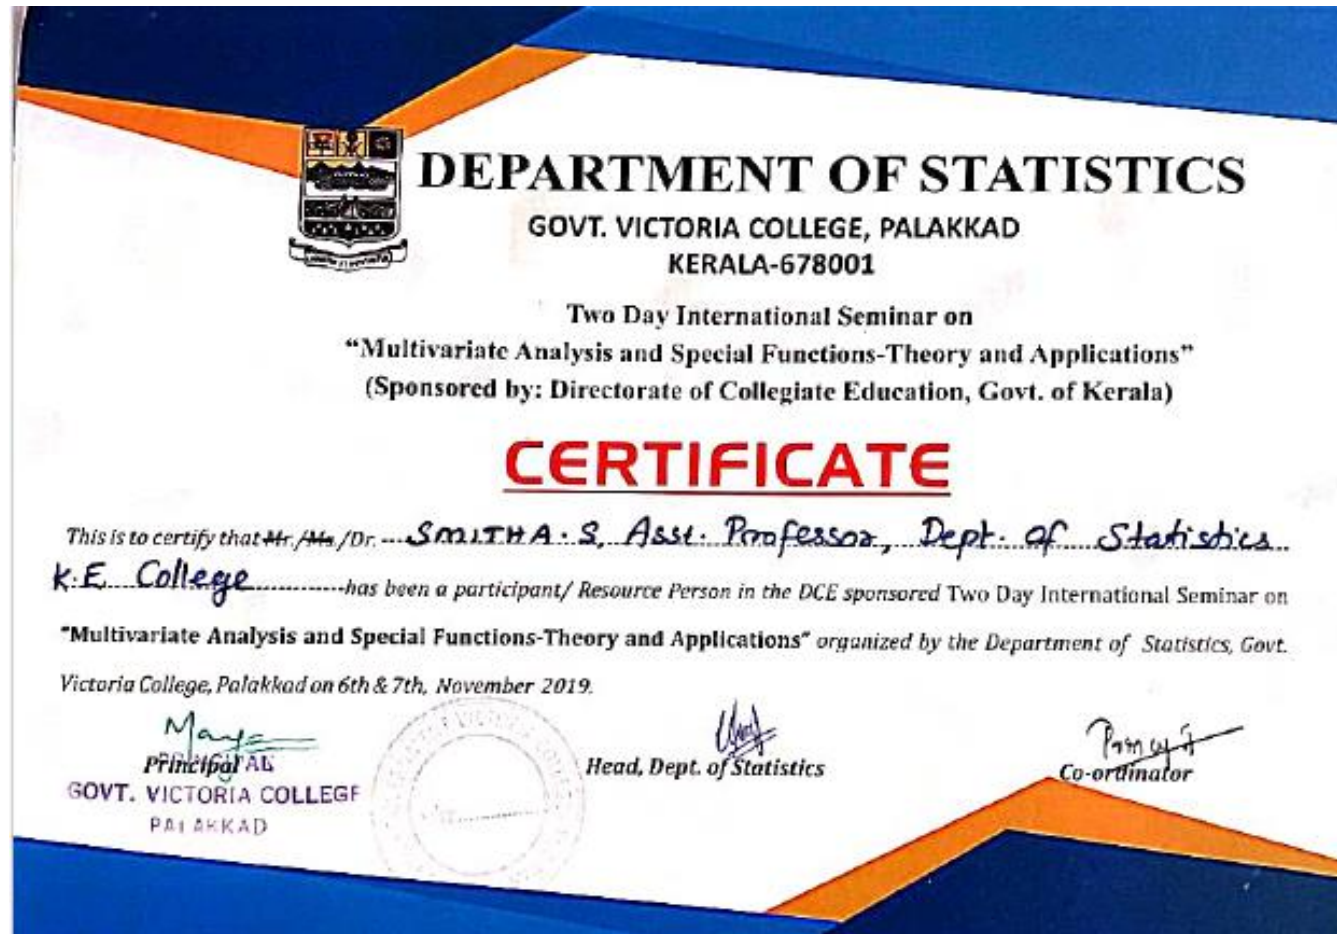 DEPARTMENT OF STATISTICS
GOVT. VICTORIA COLLEGE, PALAKKAD
KERALA-678001
Two Day International Seminar on
“Multivariate Analysis and Special Functions-Theory and Applications”
(Sponsored by: Directorate of Collegiate Education, Govt. of Kerala)
CERTIFICATE
This is to certify that Mr./Ms./Dr. SMITHA. S, Asst. Professor, Dept. of Statistics
K.E College has been a participant/ Resource Person in the DCE sponsored Two Day International Seminar on
"Multivariate Analysis and Special Functions-Theory and Applications" organized by the Department of Statistics, Govt.
Victoria College, Palakkad on 6th & 7th, November 2019.
Principal
PRINCIPAL
GOVT. VICTORIA COLLEGE
PALAKKAD
Head, Dept. of Statistics
Co-ordinator